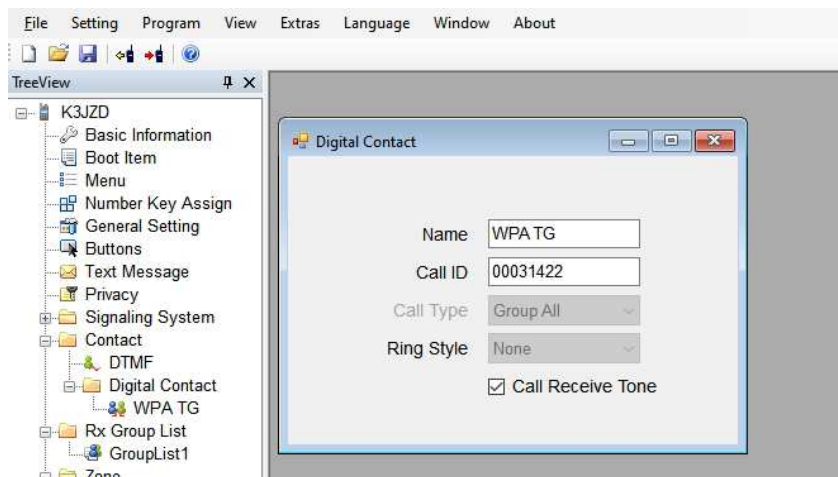 File Setting Program View Extras Language Window About
TreeView
K3JZD
Basic Information
Boot Item
Menu
Number Key Assign
General Setting
Buttons
Text Message
Privacy
Signaling System
Contact
DTMF
Digital Contact
WPA TG
Rx Group List
GroupList1
Zone
Digital Contact
Name WPA TG
Call ID 00031422
Call Type Group All
Ring Style None
Call Receive Tone